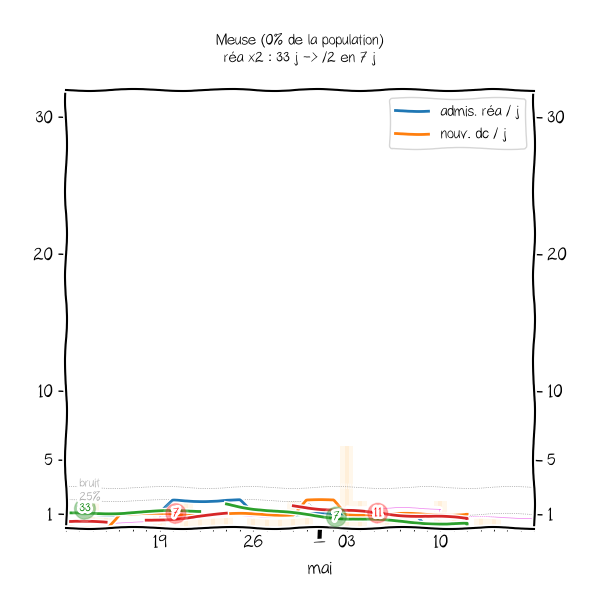 Meuse (0% de la population)
réa x2 : 33 j -> /2 en 7 j
admis. réa / j
nouv. dc / j
30 30
20 20
10 10
5 5
bruit
25%
33
7
7
11
1 1
19 26 03 10
mai